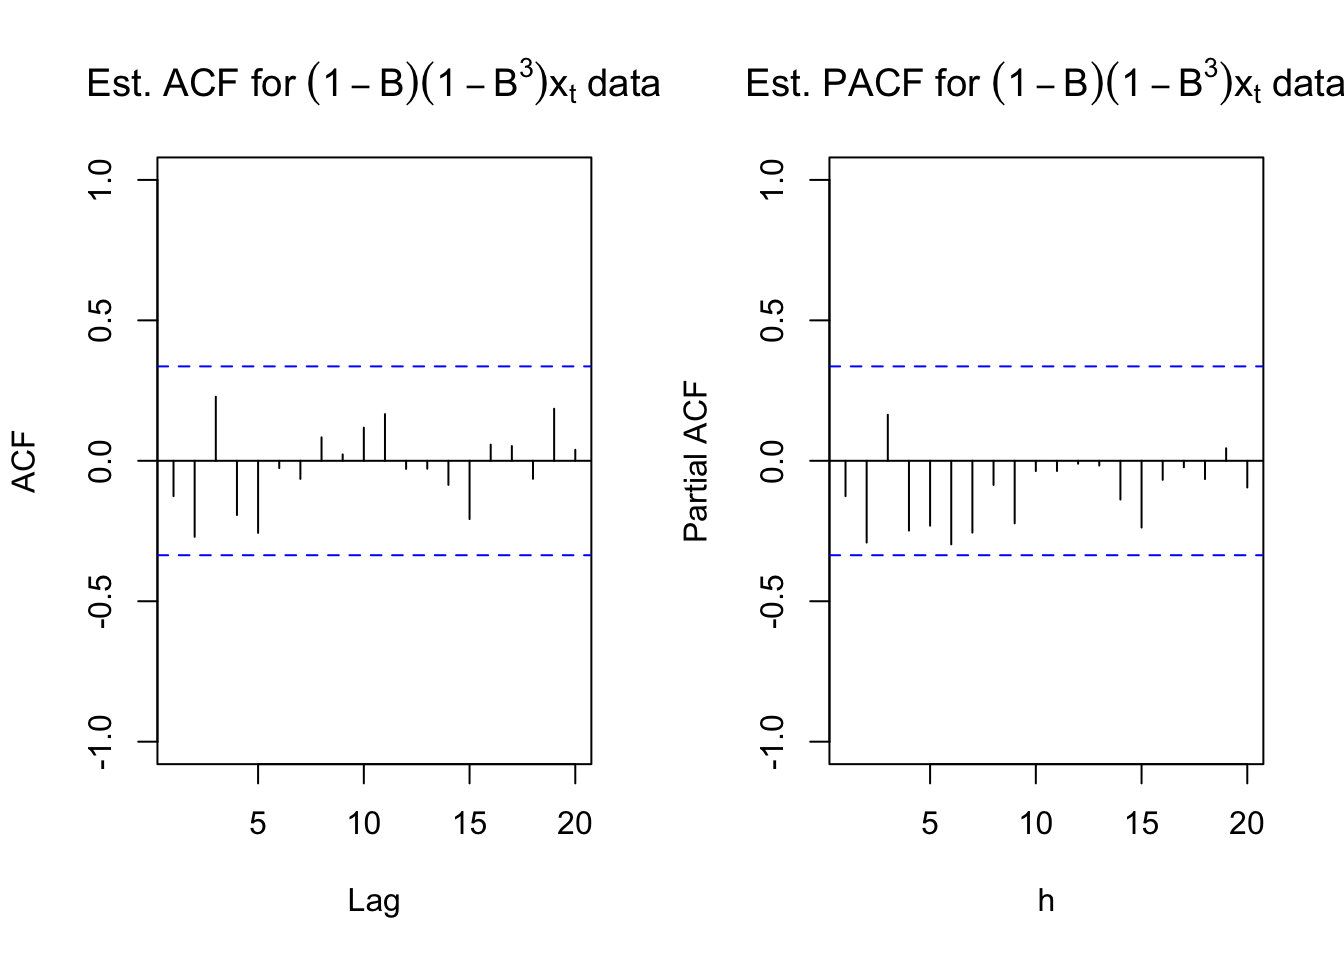 Est. ACF for (1 − B)(1 − B³)xₜ data
ACF
1.0
0.5
0.0
-0.5
-1.0
5 10 15 20
Lag
Est. PACF for (1 − B)(1 − B³)xₜ data
Partial ACF
1.0
0.5
0.0
-0.5
-1.0
5 10 15 20
h